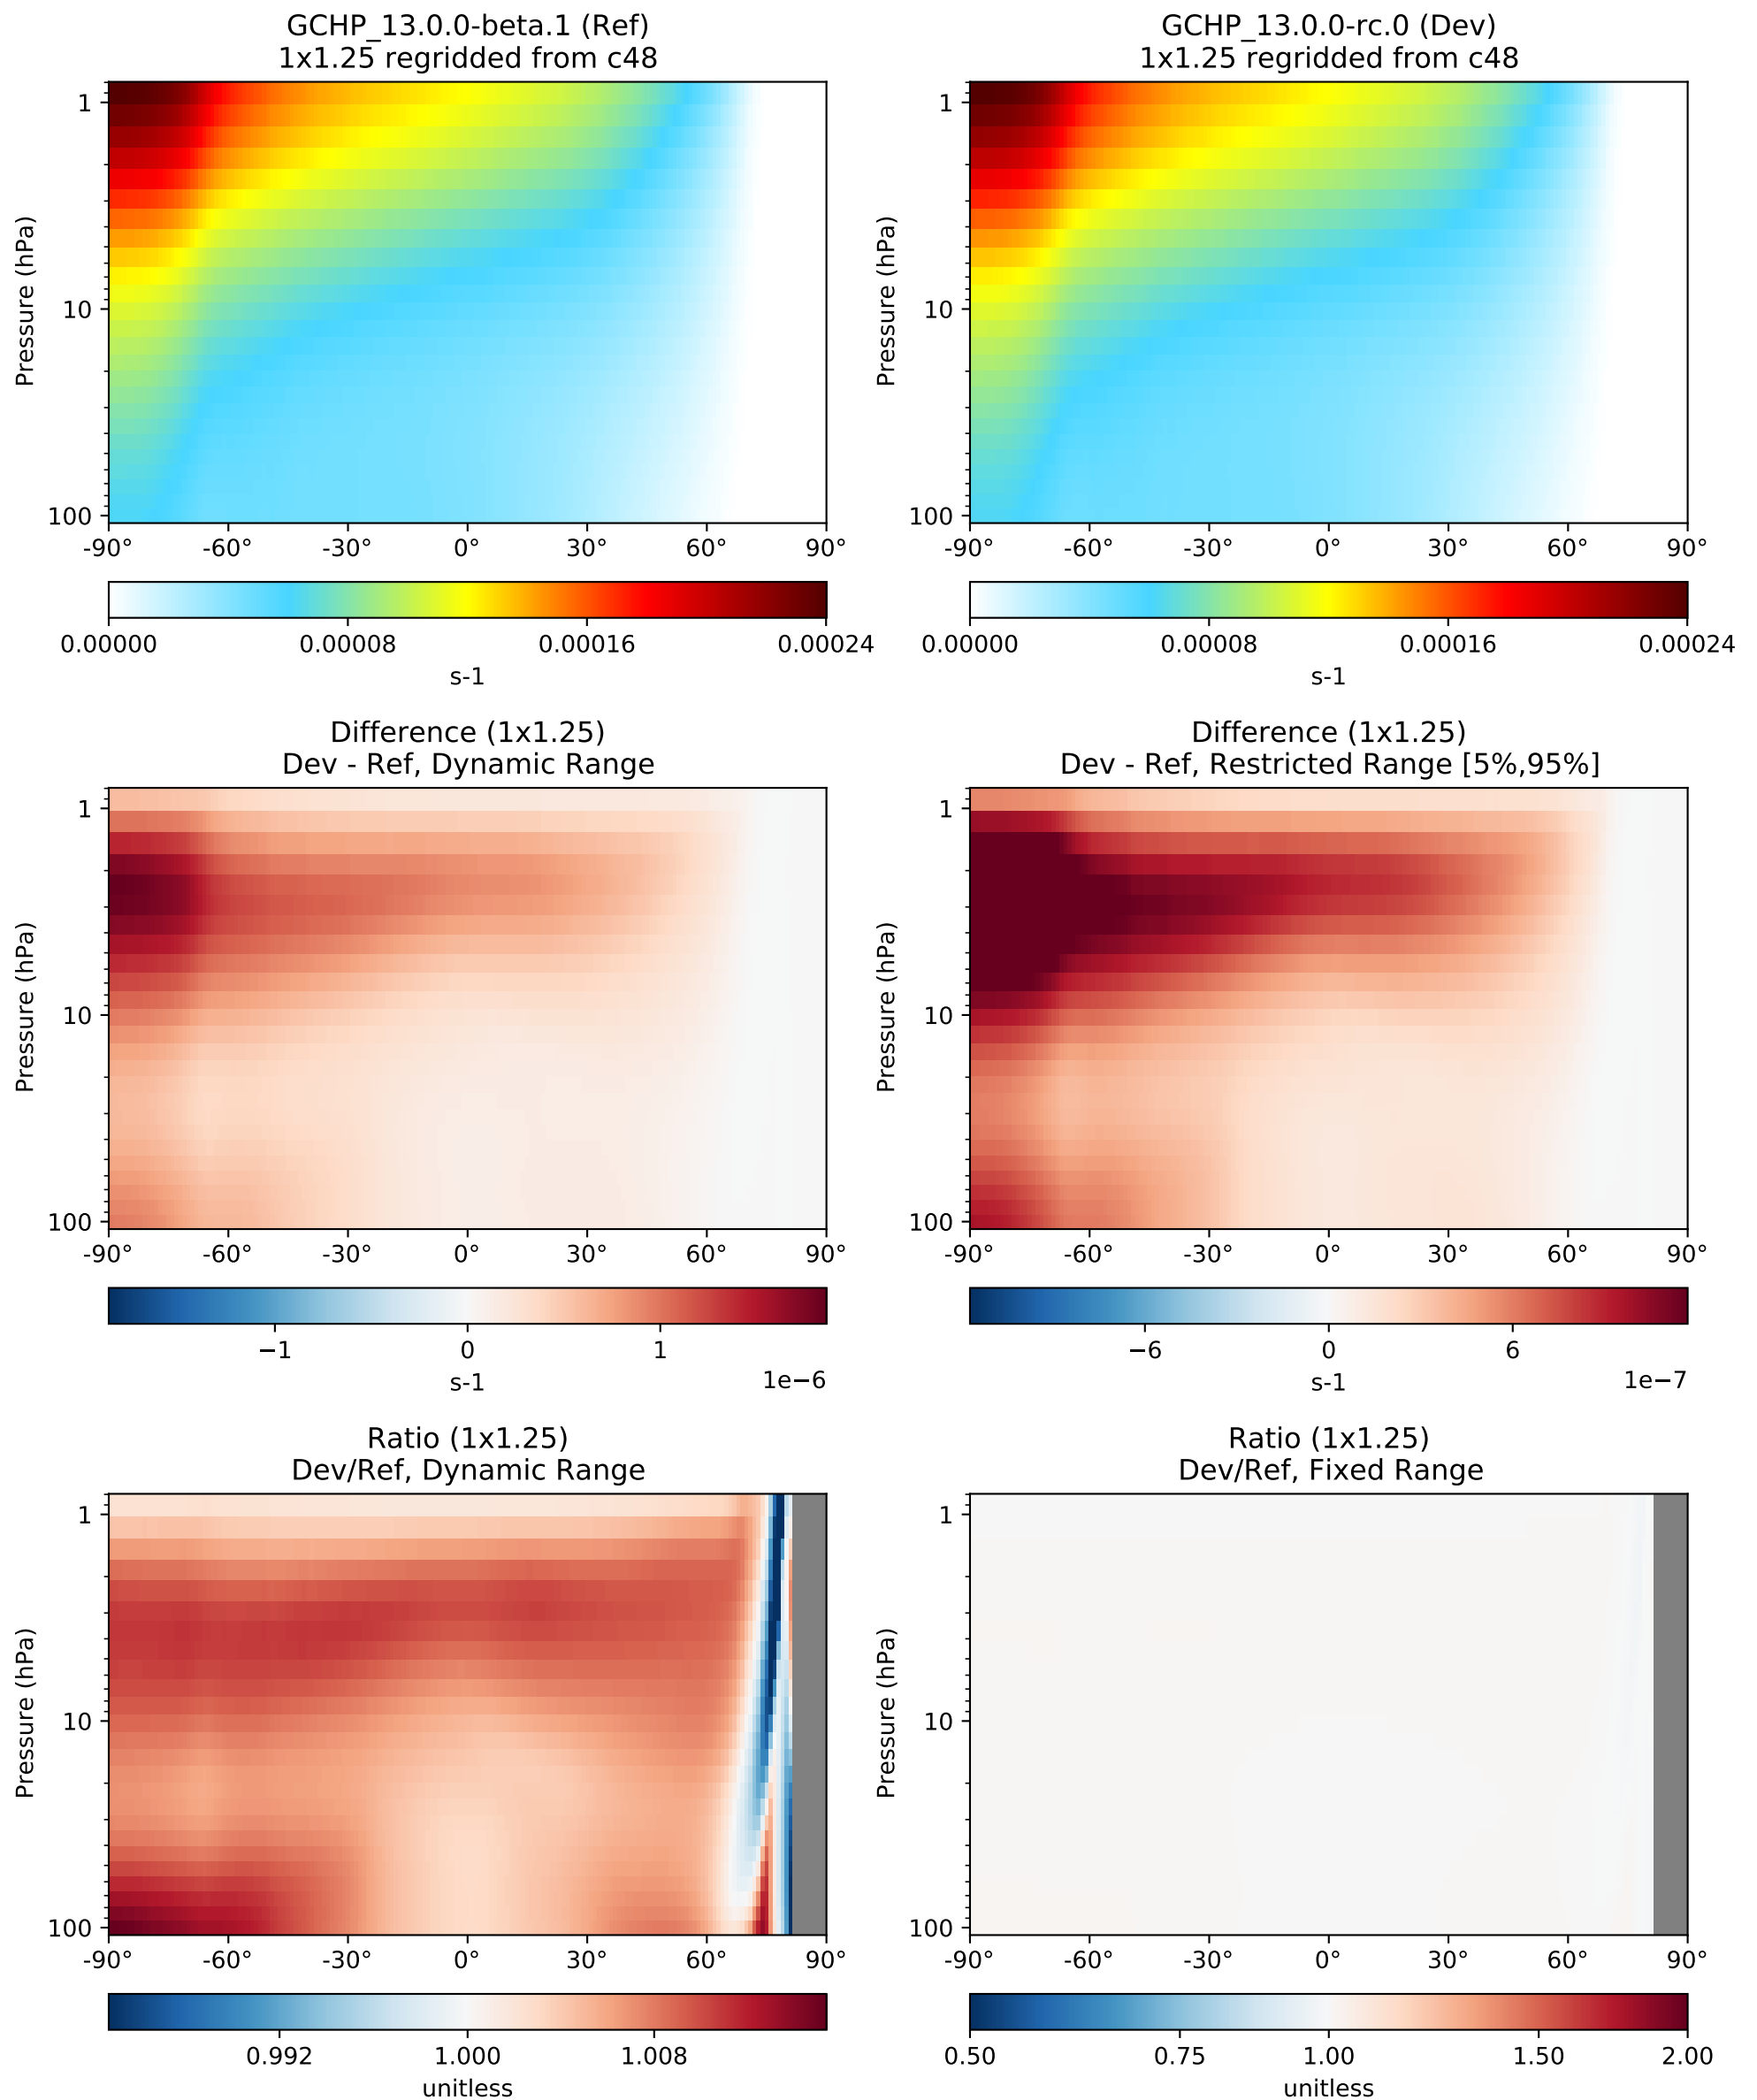 GCHP_13.0.0-beta.1 (Ref)
1x1.25 regridded from c48
GCHP_13.0.0-rc.0 (Dev)
1x1.25 regridded from c48
Pressure (hPa)
1
10
100
-90° -60° -30° 0° 30° 60° 90°
Pressure (hPa)
1
10
100
-90° -60° -30° 0° 30° 60° 90°
0.00000 0.00008 0.00016 0.00024
s-1
0.00000 0.00008 0.00016 0.00024
s-1
Difference (1x1.25)
Dev - Ref, Dynamic Range
Difference (1x1.25)
Dev - Ref, Restricted Range [5%,95%]
Pressure (hPa)
1
10
100
-90° -60° -30° 0° 30° 60° 90°
Pressure (hPa)
1
10
100
-90° -60° -30° 0° 30° 60° 90°
−1 0 1
s-1 1e−6
−6 0 6
s-1 1e−7
Ratio (1x1.25)
Dev/Ref, Dynamic Range
Ratio (1x1.25)
Dev/Ref, Fixed Range
Pressure (hPa)
1
10
100
-90° -60° -30° 0° 30° 60° 90°
Pressure (hPa)
1
10
100
-90° -60° -30° 0° 30° 60° 90°
0.992 1.000 1.008
unitless
0.50 0.75 1.00 1.50 2.00
unitless